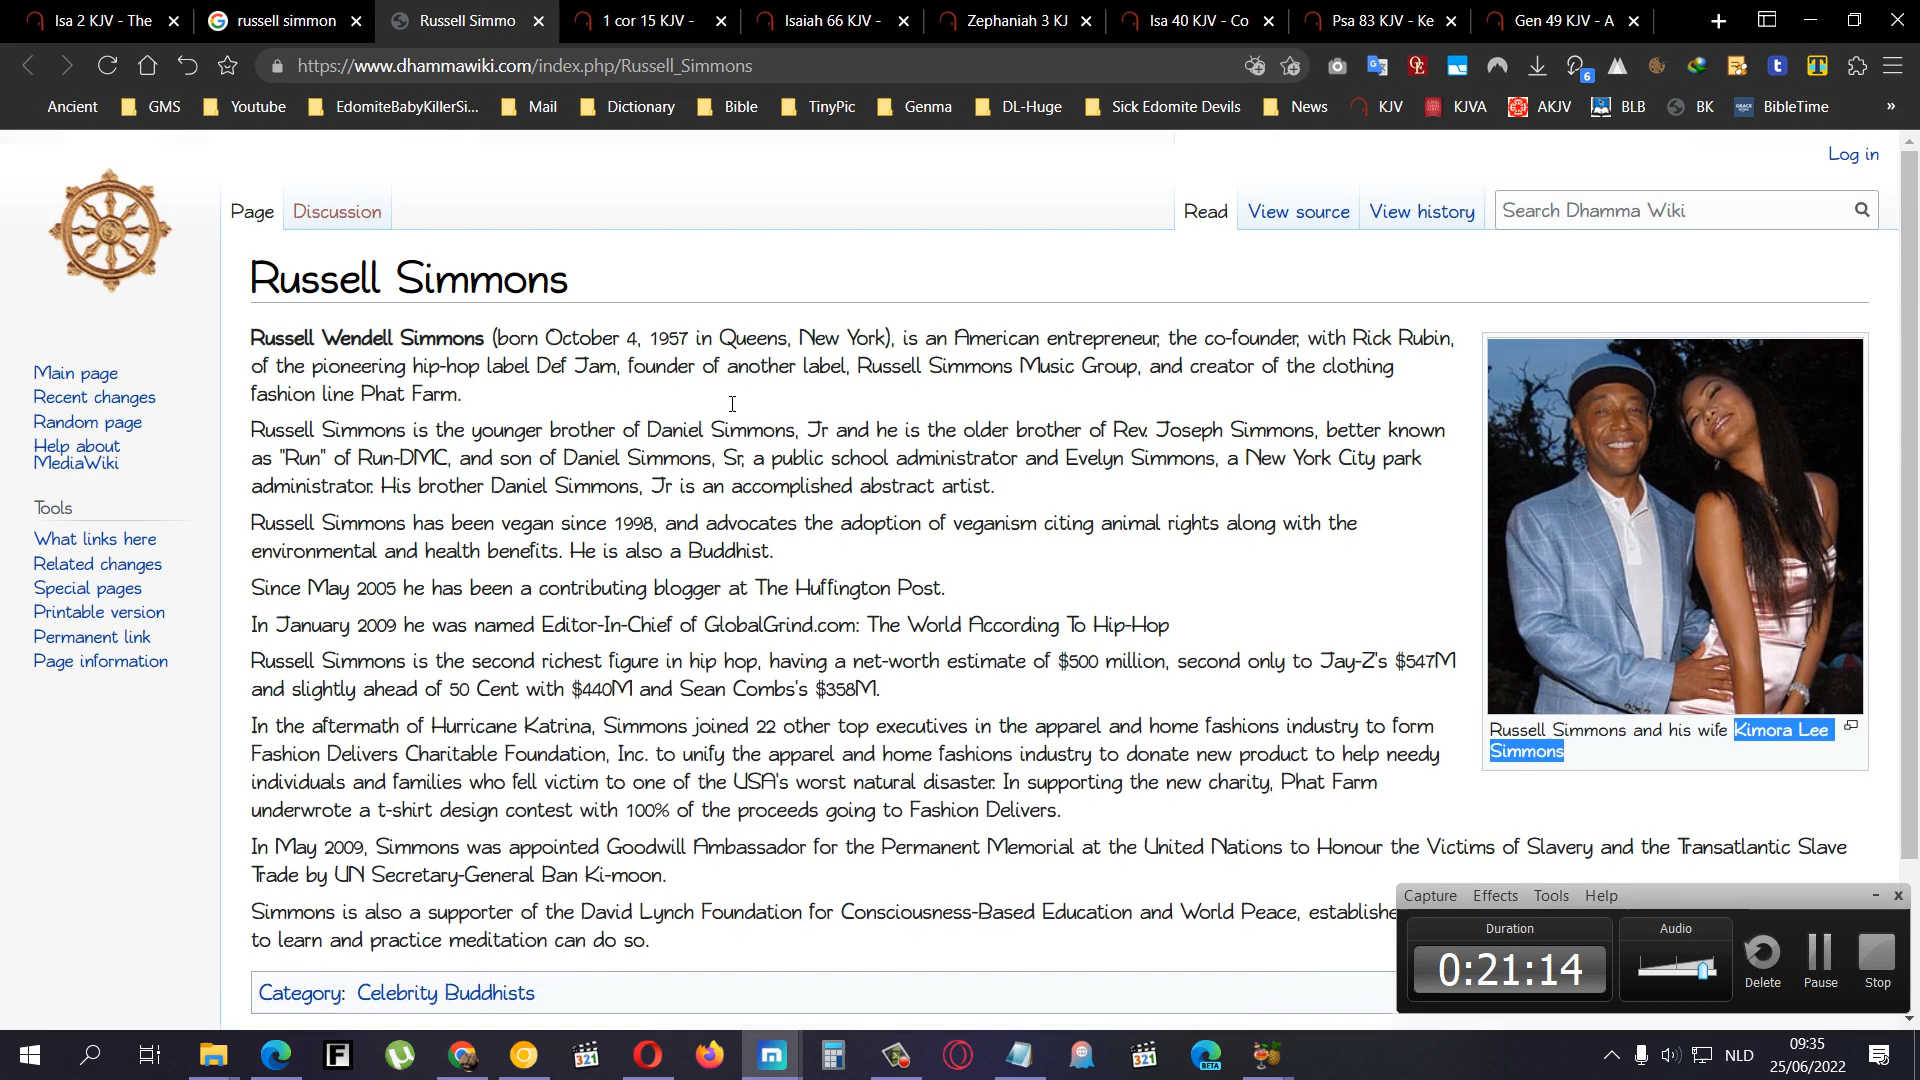 Isa 2 KJV - The
russell simmon
Russell Simmo
1 cor 15 KJV -
Isaiah 66 KJV -
Zephaniah 3 KJ
Isa 40 KJV - Co
Psa 83 KJV - Ke
Gen 49 KJV - A
https://www.dhammawiki.com/index.php/Russell_Simmons
6
Ancient GMS Youtube EdomiteBabyKillerSi... Mail Dictionary Bible TinyPic Genma DL-Huge Sick Edomite Devils News KJV KJVA AKJV BLB BK BibleTime »
Log in
Page Discussion Read View source View history Search Dhamma Wiki
Russell Simmons
Main page
Recent changes
Random page
Help about
MediaWiki
Tools
What links here
Related changes
Special pages
Printable version
Permanent link
Page information
Russell Wendell Simmons (born October 4, 1957 in Queens, New York), is an American entrepreneur, the co-founder, with Rick Rubin,
of the pioneering hip-hop label Def Jam, founder of another label, Russell Simmons Music Group, and creator of the clothing
fashion line Phat Farm.
Russell Simmons is the younger brother of Daniel Simmons, Jr and he is the older brother of Rev. Joseph Simmons, better known
as "Run" of Run-DMC, and son of Daniel Simmons, Sr, a public school administrator and Evelyn Simmons, a New York City park
administrator. His brother Daniel Simmons, Jr is an accomplished abstract artist.
Russell Simmons has been vegan since 1998, and advocates the adoption of veganism citing animal rights along with the
environmental and health benefits. He is also a Buddhist.
Since May 2005 he has been a contributing blogger at The Huffington Post.
In January 2009 he was named Editor-In-Chief of GlobalGrind.com: The World According To Hip-Hop
Russell Simmons is the second richest figure in hip hop, having a net-worth estimate of $500 million, second only to Jay-Z's $547M
and slightly ahead of 50 Cent with $440M and Sean Combs's $358M.
In the aftermath of Hurricane Katrina, Simmons joined 22 other top executives in the apparel and home fashions industry to form
Fashion Delivers Charitable Foundation, Inc. to unify the apparel and home fashions industry to donate new product to help needy
individuals and families who fell victim to one of the USA's worst natural disaster. In supporting the new charity, Phat Farm
underwrote a t-shirt design contest with 100% of the proceeds going to Fashion Delivers.
In May 2009, Simmons was appointed Goodwill Ambassador for the Permanent Memorial at the United Nations to Honour the Victims of Slavery and the Transatlantic Slave
Trade by UN Secretary-General Ban Ki-moon.
Simmons is also a supporter of the David Lynch Foundation for Consciousness-Based Education and World Peace, establishe
to learn and practice meditation can do so.
Russell Simmons and his wife Kimora Lee
Simmons
Category: Celebrity Buddhists
Capture Effects Tools Help
Duration
0:21:14
Audio
Delete Pause Stop
321
321
BETA
NLD
09:35
25/06/2022